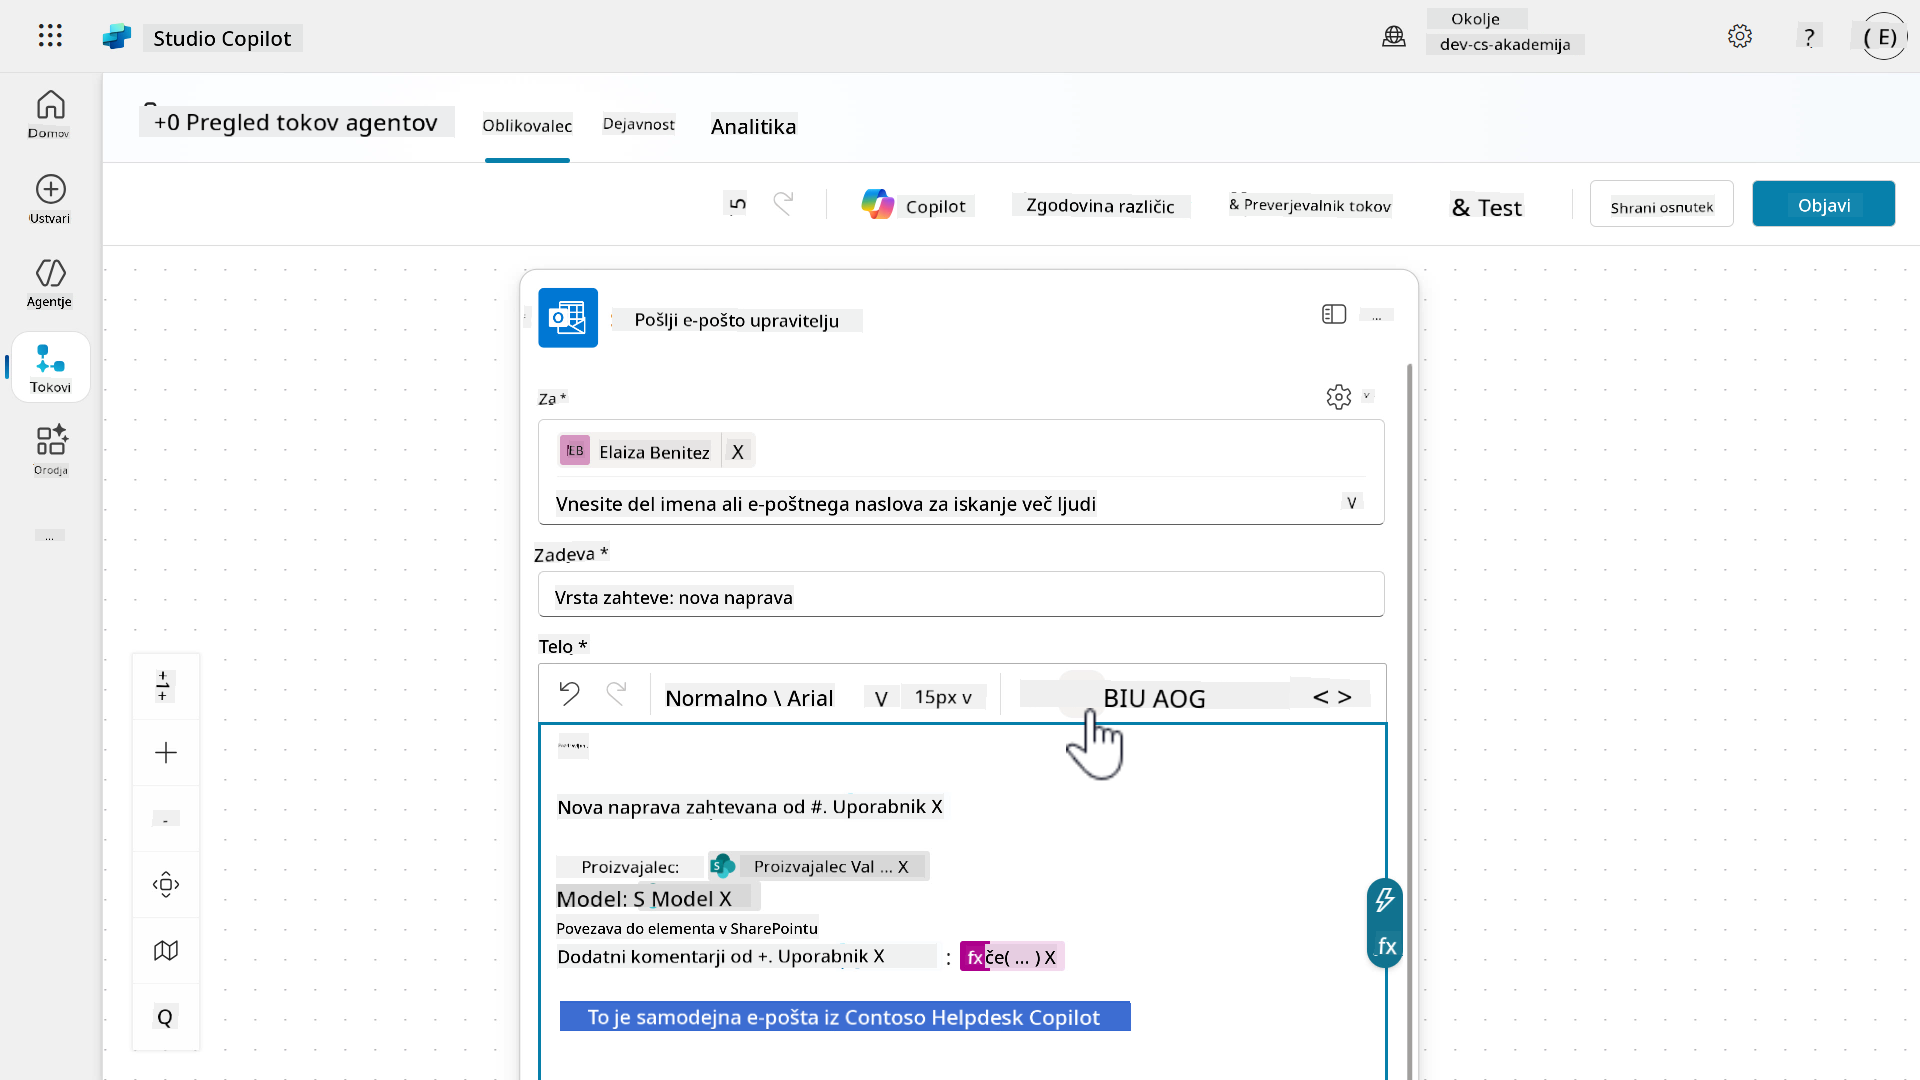 Studio Copilot
Okolje
dev-cs-akademija
?
( E)
Domov
Ustvari
Agentje
Tokovi
Orodja
...
+0 Pregled tokov agentov
Oblikovalec
Dejavnost
Analitika
Copilot
Zgodovina različic
& Preverjevalnik tokov
& Test
Shrani osnutek
Objavi
Pošlji e-pošto upravitelju
...
Za *
EB
Elaiza Benitez
X
Vnesite del imena ali e-poštnega naslova za iskanje več ljudi
V
Zadeva *
Vrsta zahteve: nova naprava
Telo *
Normalno \ Arial
V
15px v
BIU AOG
< >
Nova naprava zahtevana od #. Uporabnik X
Proizvajalec:
S
Proizvajalec Val ... X
Model: S Model X
Povezava do elementa v SharePointu
Dodatni komentarji od +. Uporabnik X
:
fx
če( ... ) X
To je samodejna e-pošta iz Contoso Helpdesk Copilot
fx
Q